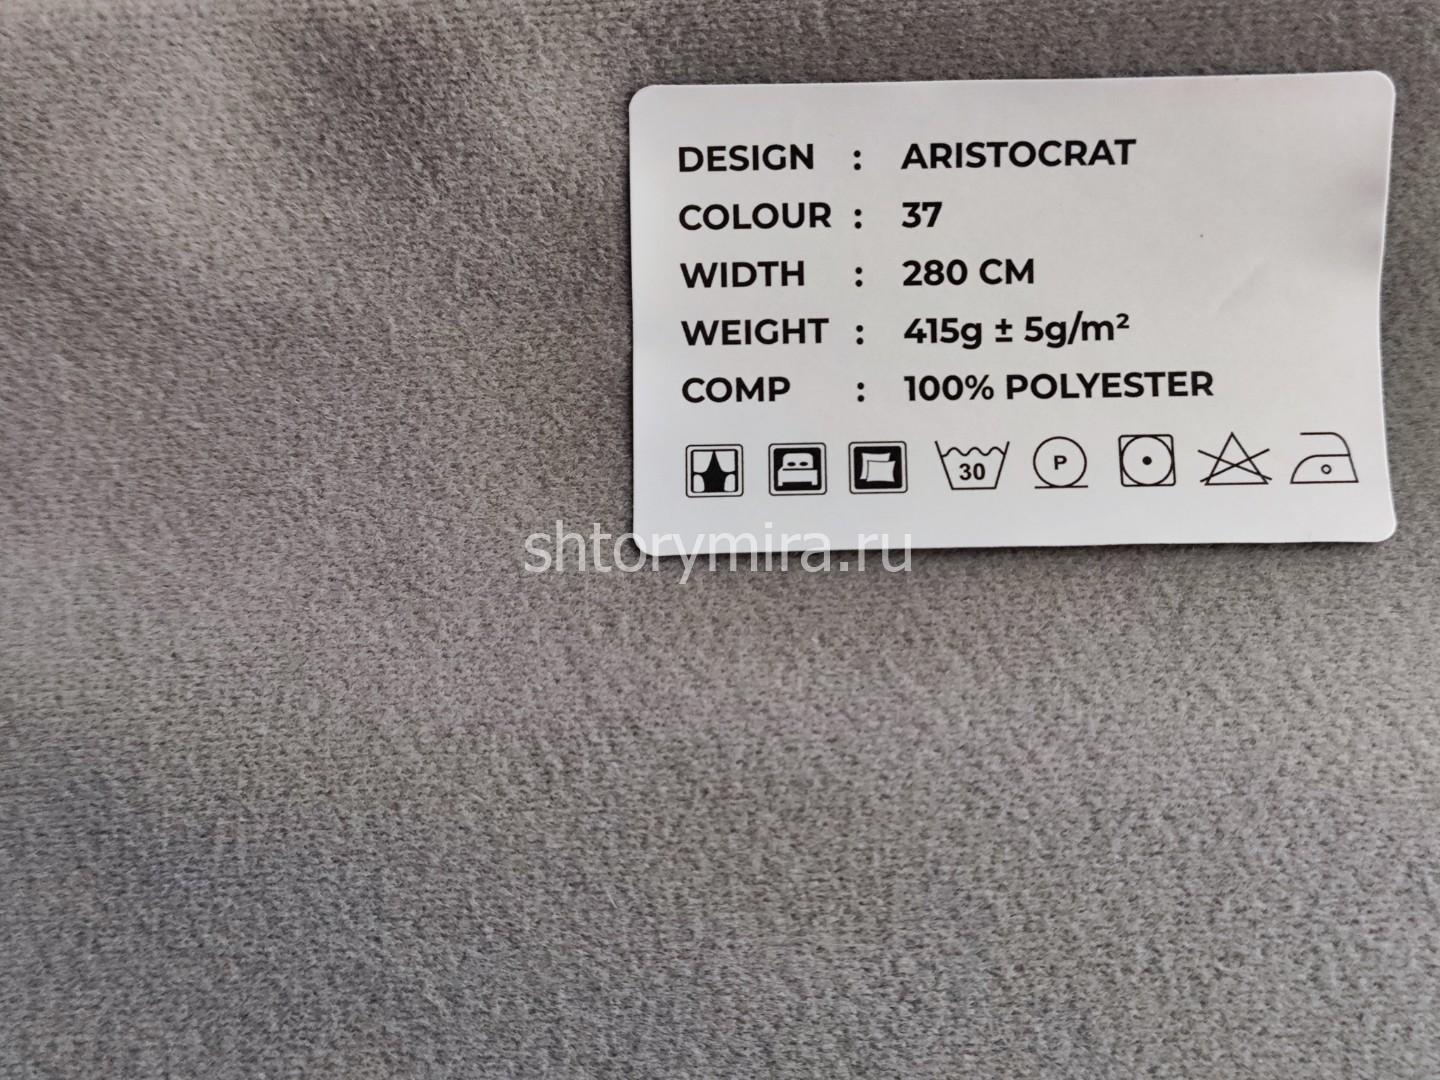 DESIGN : ARISTOCRAT
COLOUR : 37
WIDTH : 280 CM
WEIGHT : 415g ± 5g/m²
COMP : 100% POLYESTER
30 P
shtorymira.ru